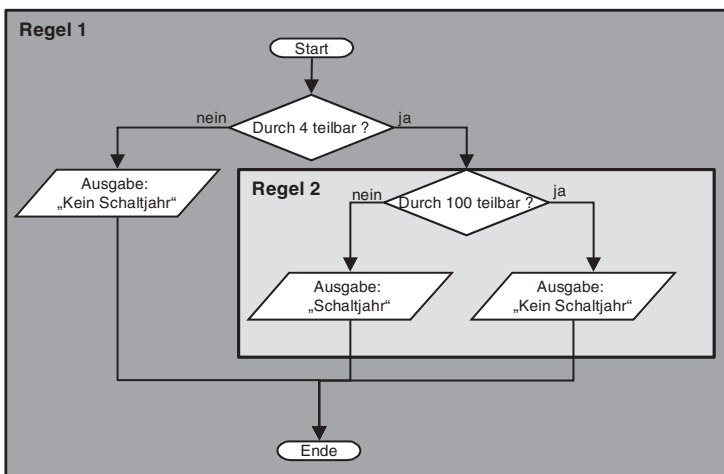 Regel 1
Start
nein
Durch 4 teilbar ?
ja
Ausgabe:
„Kein Schaltjahr“
Regel 2
nein
Durch 100 teilbar ?
ja
Ausgabe:
„Schaltjahr“
Ausgabe:
„Kein Schaltjahr“
Ende